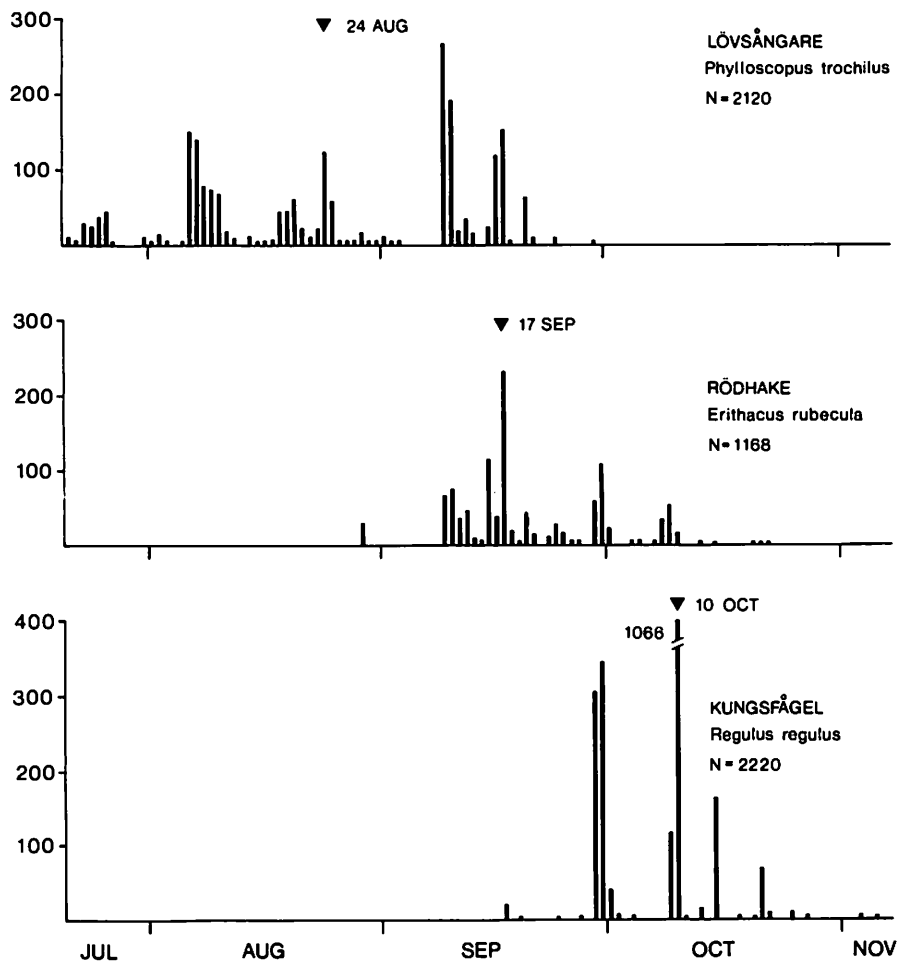 300
200
100
▼ 24 AUG
LÖVSÅNGARE
Phylloscopus trochilus
N=2120
300
200
100
▼ 17 SEP
RÖDHAKE
Erithacus rubecula
N=1168
400
300
200
100
▼ 10 OCT
1066
KUNGSFÅGEL
Regulus regulus
N=2220
JUL AUG SEP OCT NOV